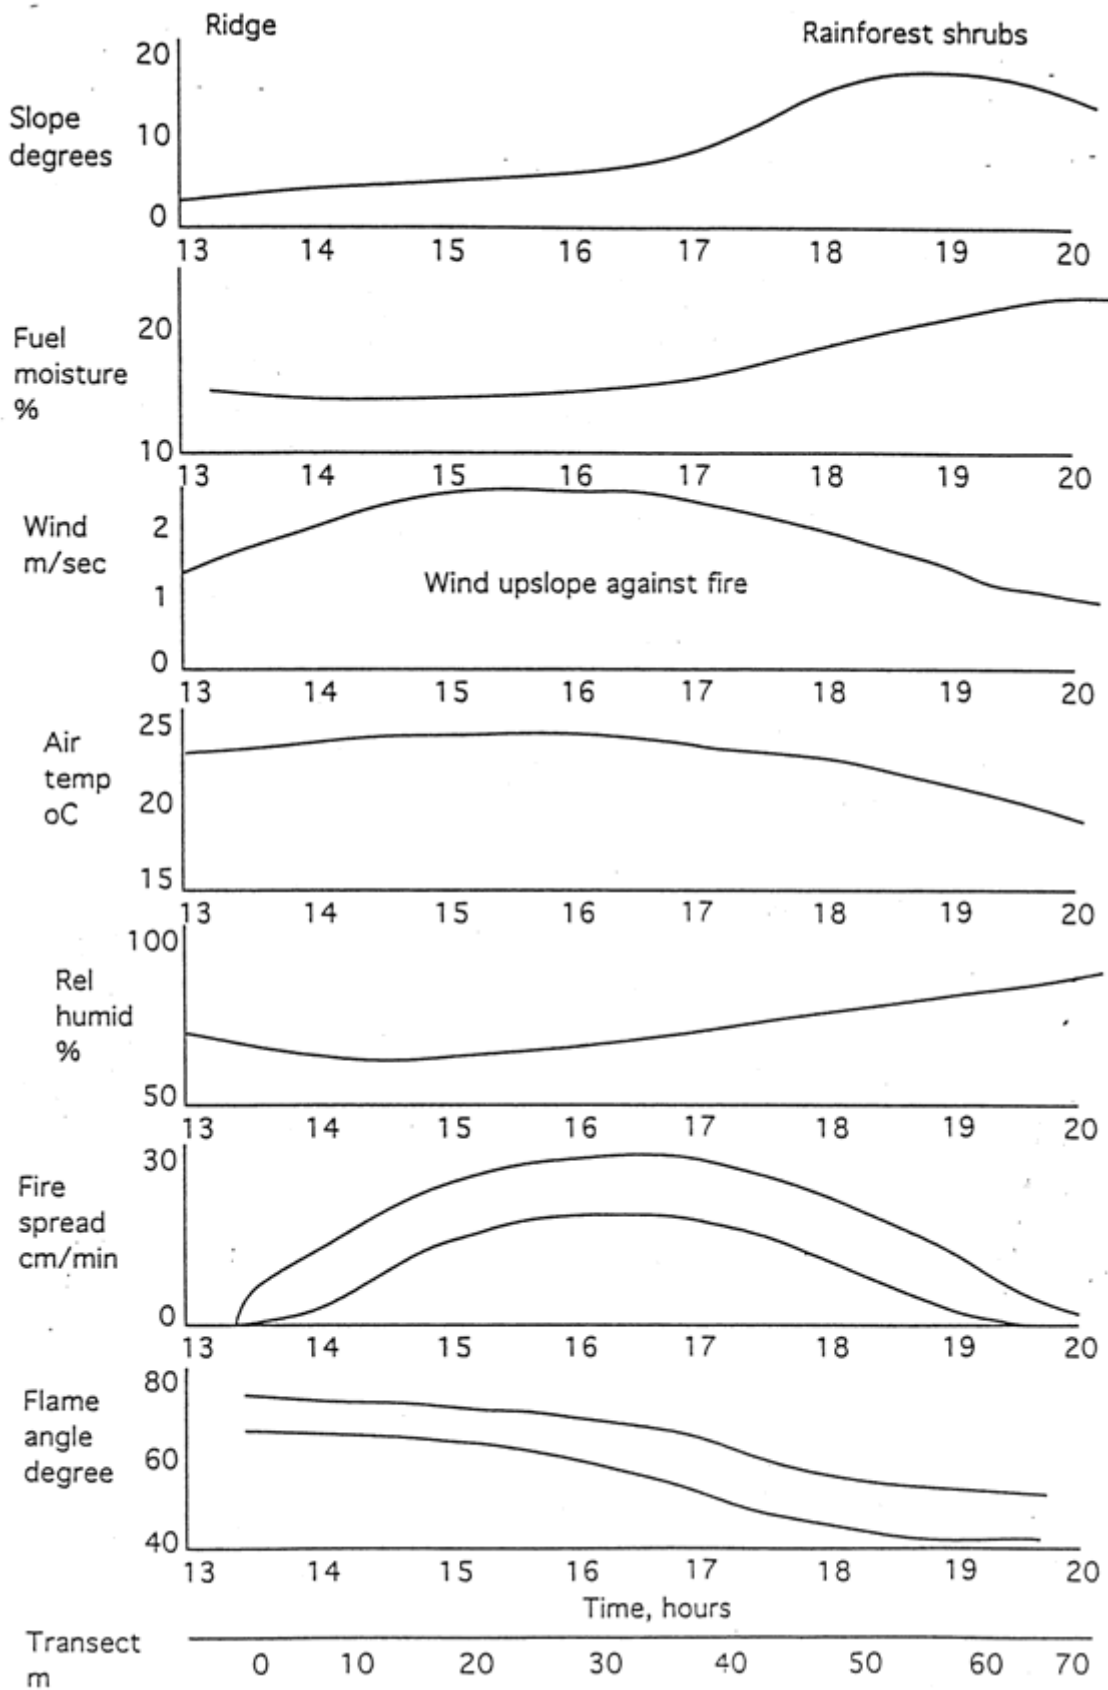 Ridge
Rainforest shrubs
20
Slope
degrees
10
0
13 14 15 16 17 18 19 20
Fuel
moisture
%
20
10
13 14 15 16 17 18 19 20
Wind
m/sec
2
1
0
Wind upslope against fire
13 14 15 16 17 18 19 20
Air
temp
oC
25
20
15
13 14 15 16 17 18 19 20
Rel
humid
%
100
50
13 14 15 16 17 18 19 20
Fire
spread
cm/min
30
0
13 14 15 16 17 18 19 20
Flame
angle
degree
80
60
40
13 14 15 16 17 18 19 20
Time, hours
Transect
m
0 10 20 30 40 50 60 70